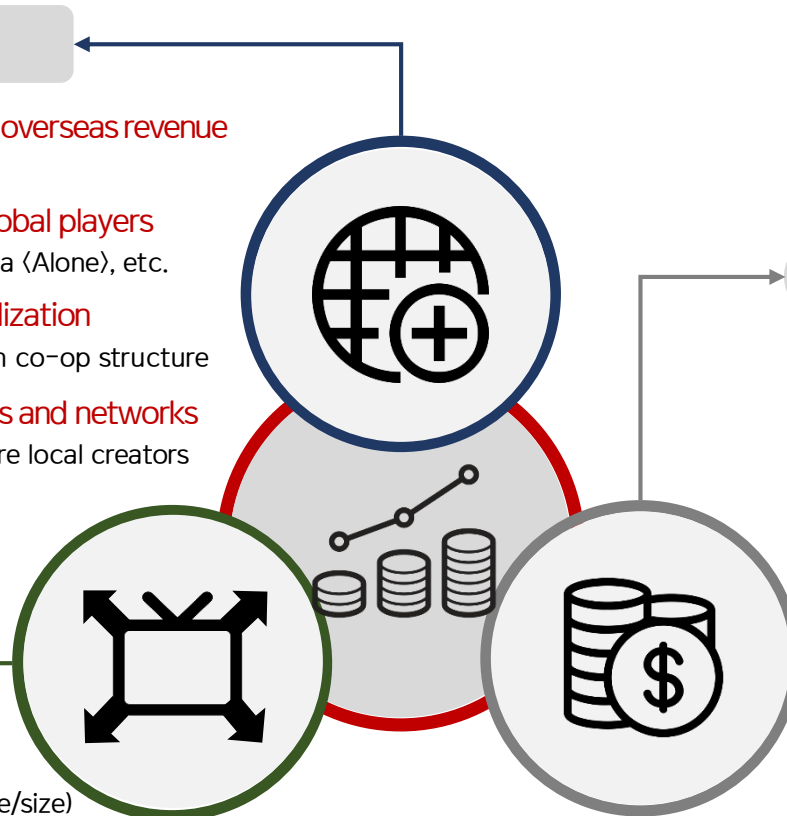 overseas revenue
obal players
a 〈Alone〉, etc.
lization
n co-op structure
s and networks
re local creators
$
e/size)